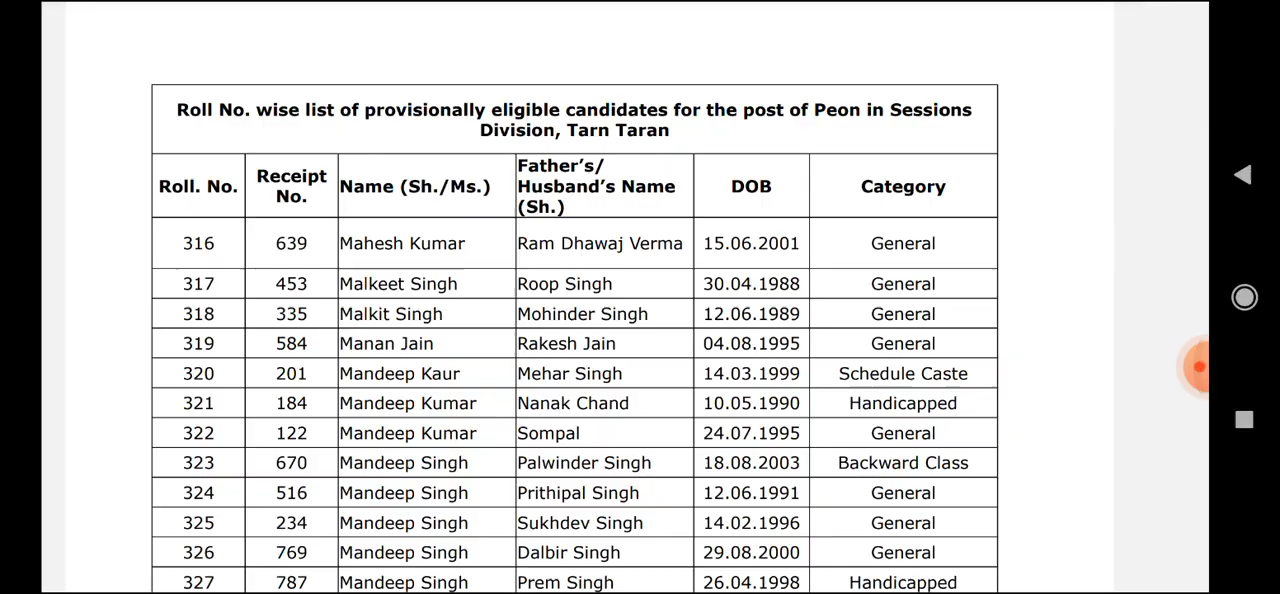 Roll No. wise list of provisionally eligible candidates for the post of Peon in Sessions
Division, Tarn Taran
Roll. No. Receipt No. Name (Sh./Ms.) Father's/ Husband's Name (Sh.) DOB Category
316 639 Mahesh Kumar Ram Dhawaj Verma 15.06.2001 General
317 453 Malkeet Singh Roop Singh 30.04.1988 General
318 335 Malkit Singh Mohinder Singh 12.06.1989 General
319 584 Manan Jain Rakesh Jain 04.08.1995 General
320 201 Mandeep Kaur Mehar Singh 14.03.1999 Schedule Caste
321 184 Mandeep Kumar Nanak Chand 10.05.1990 Handicapped
322 122 Mandeep Kumar Sompal 24.07.1995 General
323 670 Mandeep Singh Palwinder Singh 18.08.2003 Backward Class
324 516 Mandeep Singh Prithipal Singh 12.06.1991 General
325 234 Mandeep Singh Sukhdev Singh 14.02.1996 General
326 769 Mandeep Singh Dalbir Singh 29.08.2000 General
327 787 Mandeep Singh Prem Singh 26.04.1998 Handicapped